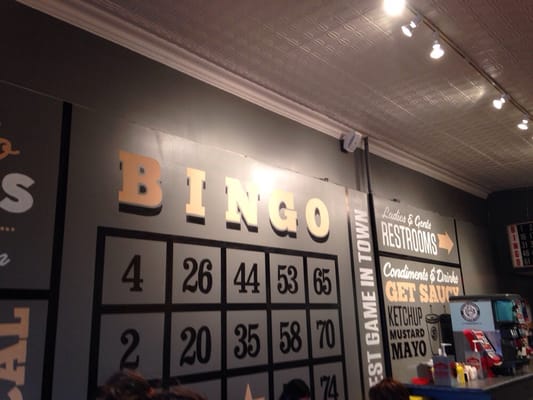 BINGO
4 26 44 53 65
2 20 35 58 70
74
EST GAME IN TOWN
Ladies & Gents
RESTROOMS
Condiments & Drinks
GET SAUCY
KETCHUP
MUSTARD
MAYO
BINGO